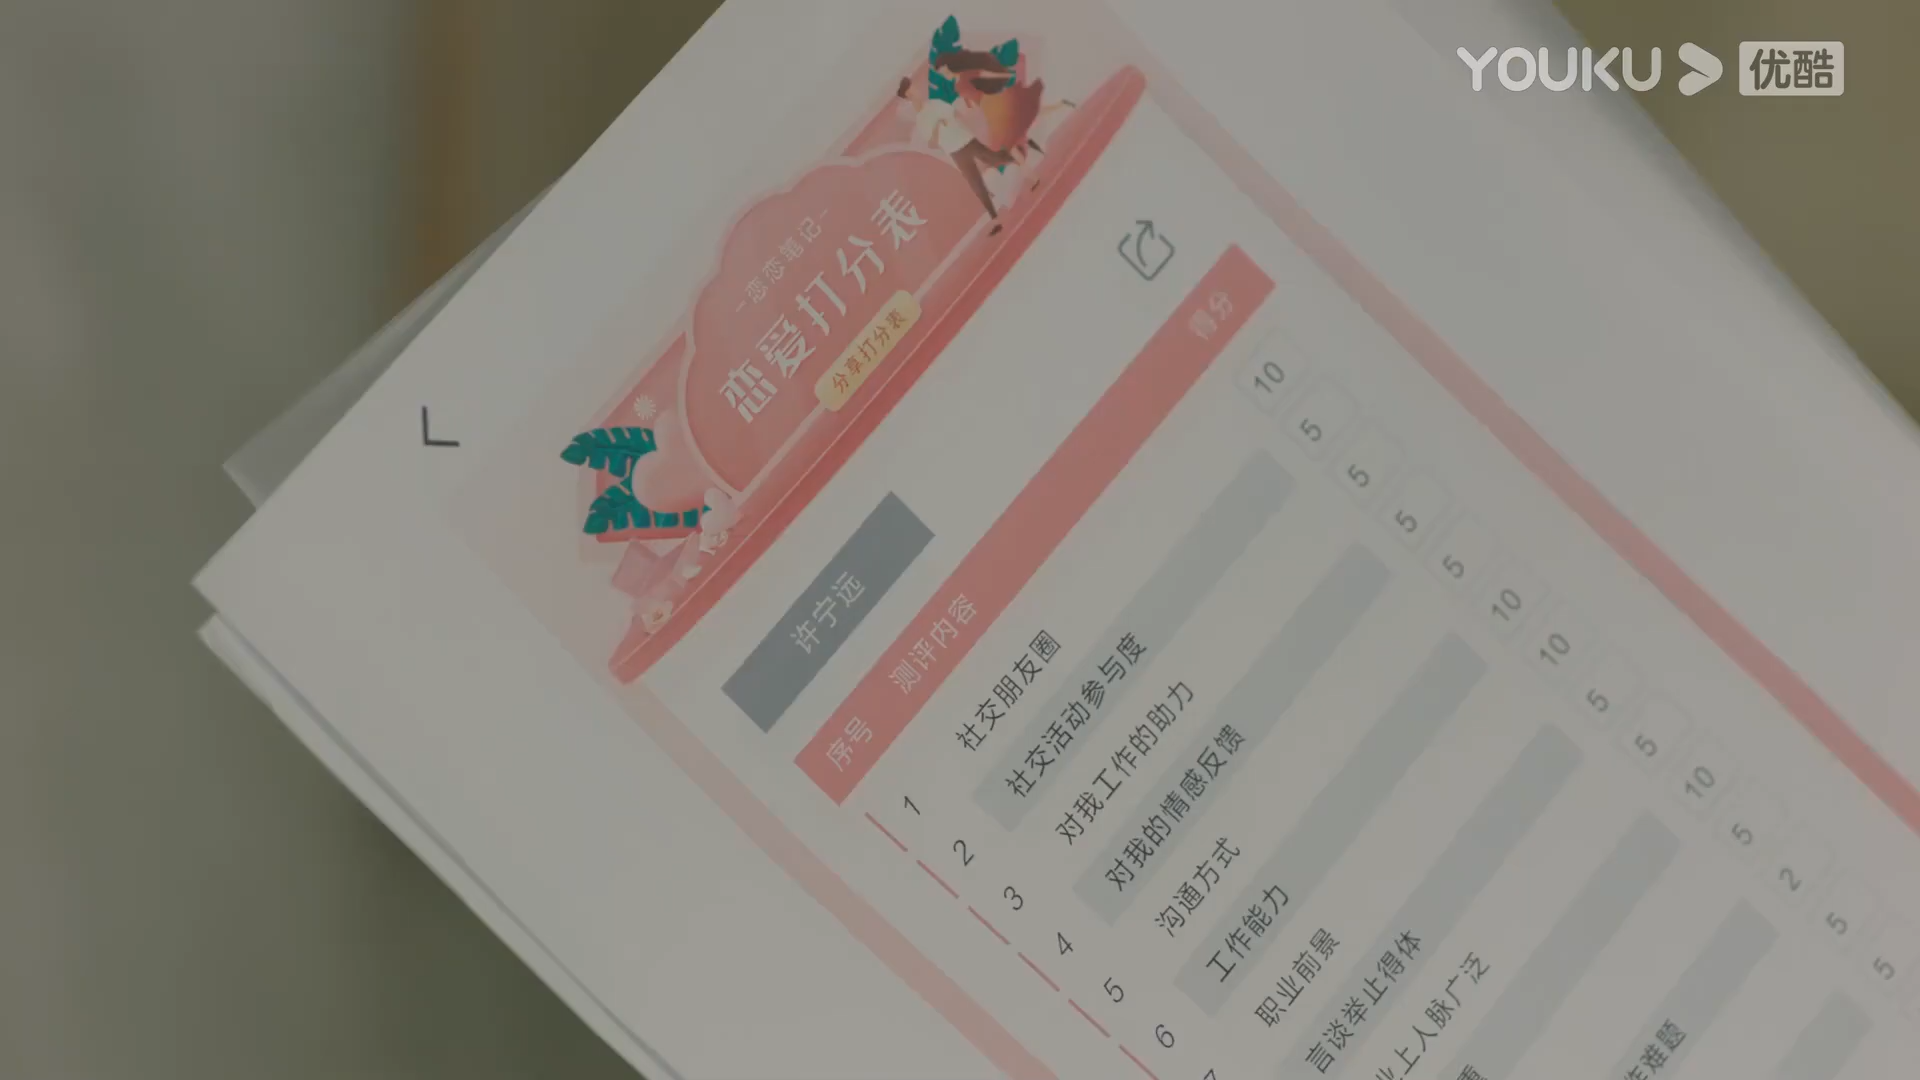 YOUKU 优酷
恋恋笔记
恋爱打分表
分享打分表
许宁远
序号 测评内容 得分
1 社交朋友圈 10
2 社交活动参与度 5
3 对我工作的助力 5
4 对我的情感反馈 5
5 沟通方式 5
6 工作能力 10
职业前景 10
言谈举止得体 5
业上人脉广泛 5
10
5
作难题 2
5
5